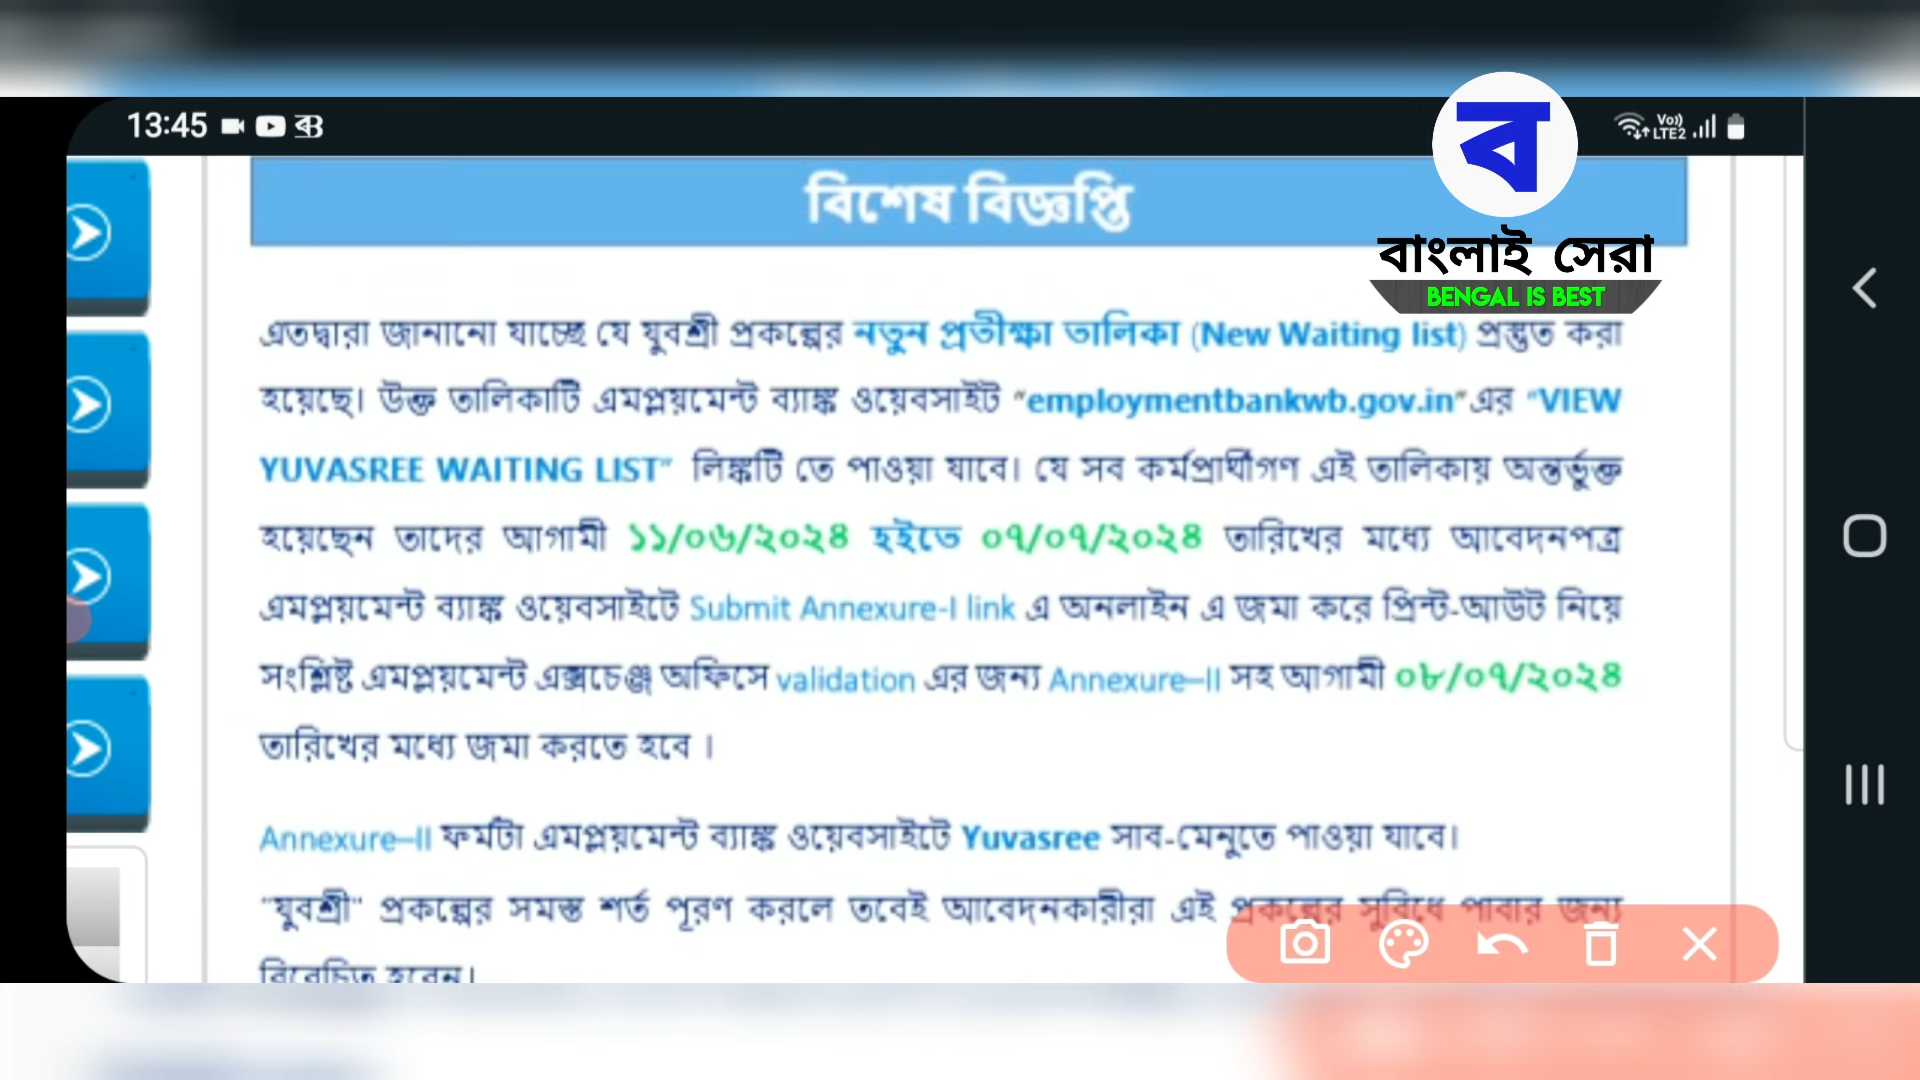 13:45
Vo))
LTE2
ব
বাংলাই সেরা
BENGAL IS BEST
বিশেষ বিজ্ঞপ্তি
এতদ্বারা জানানো যাচ্ছে যে যুবশ্রী প্রকল্পের নতুন প্রতীক্ষা তালিকা (New Waiting list) প্রস্তুত করা
হয়েছে। উক্ত তালিকাটি এমপ্লয়মেন্ট ব্যাঙ্ক ওয়েবসাইট "employmentbankwb.gov.in" এর "VIEW
YUVASREE WAITING LIST" লিঙ্কটি তে পাওয়া যাবে। যে সব কর্মপ্রার্থীগণ এই তালিকায় অন্তর্ভুক্ত
হয়েছেন তাদের আগামী ১১/০৬/২০২৪ হইতে ০৭/০৭/২০২৪ তারিখের মধ্যে আবেদনপত্র
এমপ্লয়মেন্ট ব্যাঙ্ক ওয়েবসাইটে Submit Annexure-I link এ অনলাইন এ জমা করে প্রিন্ট-আউট নিয়ে
সংশ্লিষ্ট এমপ্লয়মেন্ট এক্সচেঞ্জ অফিসে validation এর জন্য Annexure–II সহ আগামী ০৮/০৭/২০২৪
তারিখের মধ্যে জমা করতে হবে ।
Annexure–II ফর্মটা এমপ্লয়মেন্ট ব্যাঙ্ক ওয়েবসাইটে Yuvasree সাব-মেনুতে পাওয়া যাবে।
"যুবশ্রী" প্রকল্পের সমস্ত শর্ত পূরণ করলে তবেই আবেদনকারীরা এই প্রকল্পের সুবিধে পাবার জন্য
বিবেচিত হবেন।